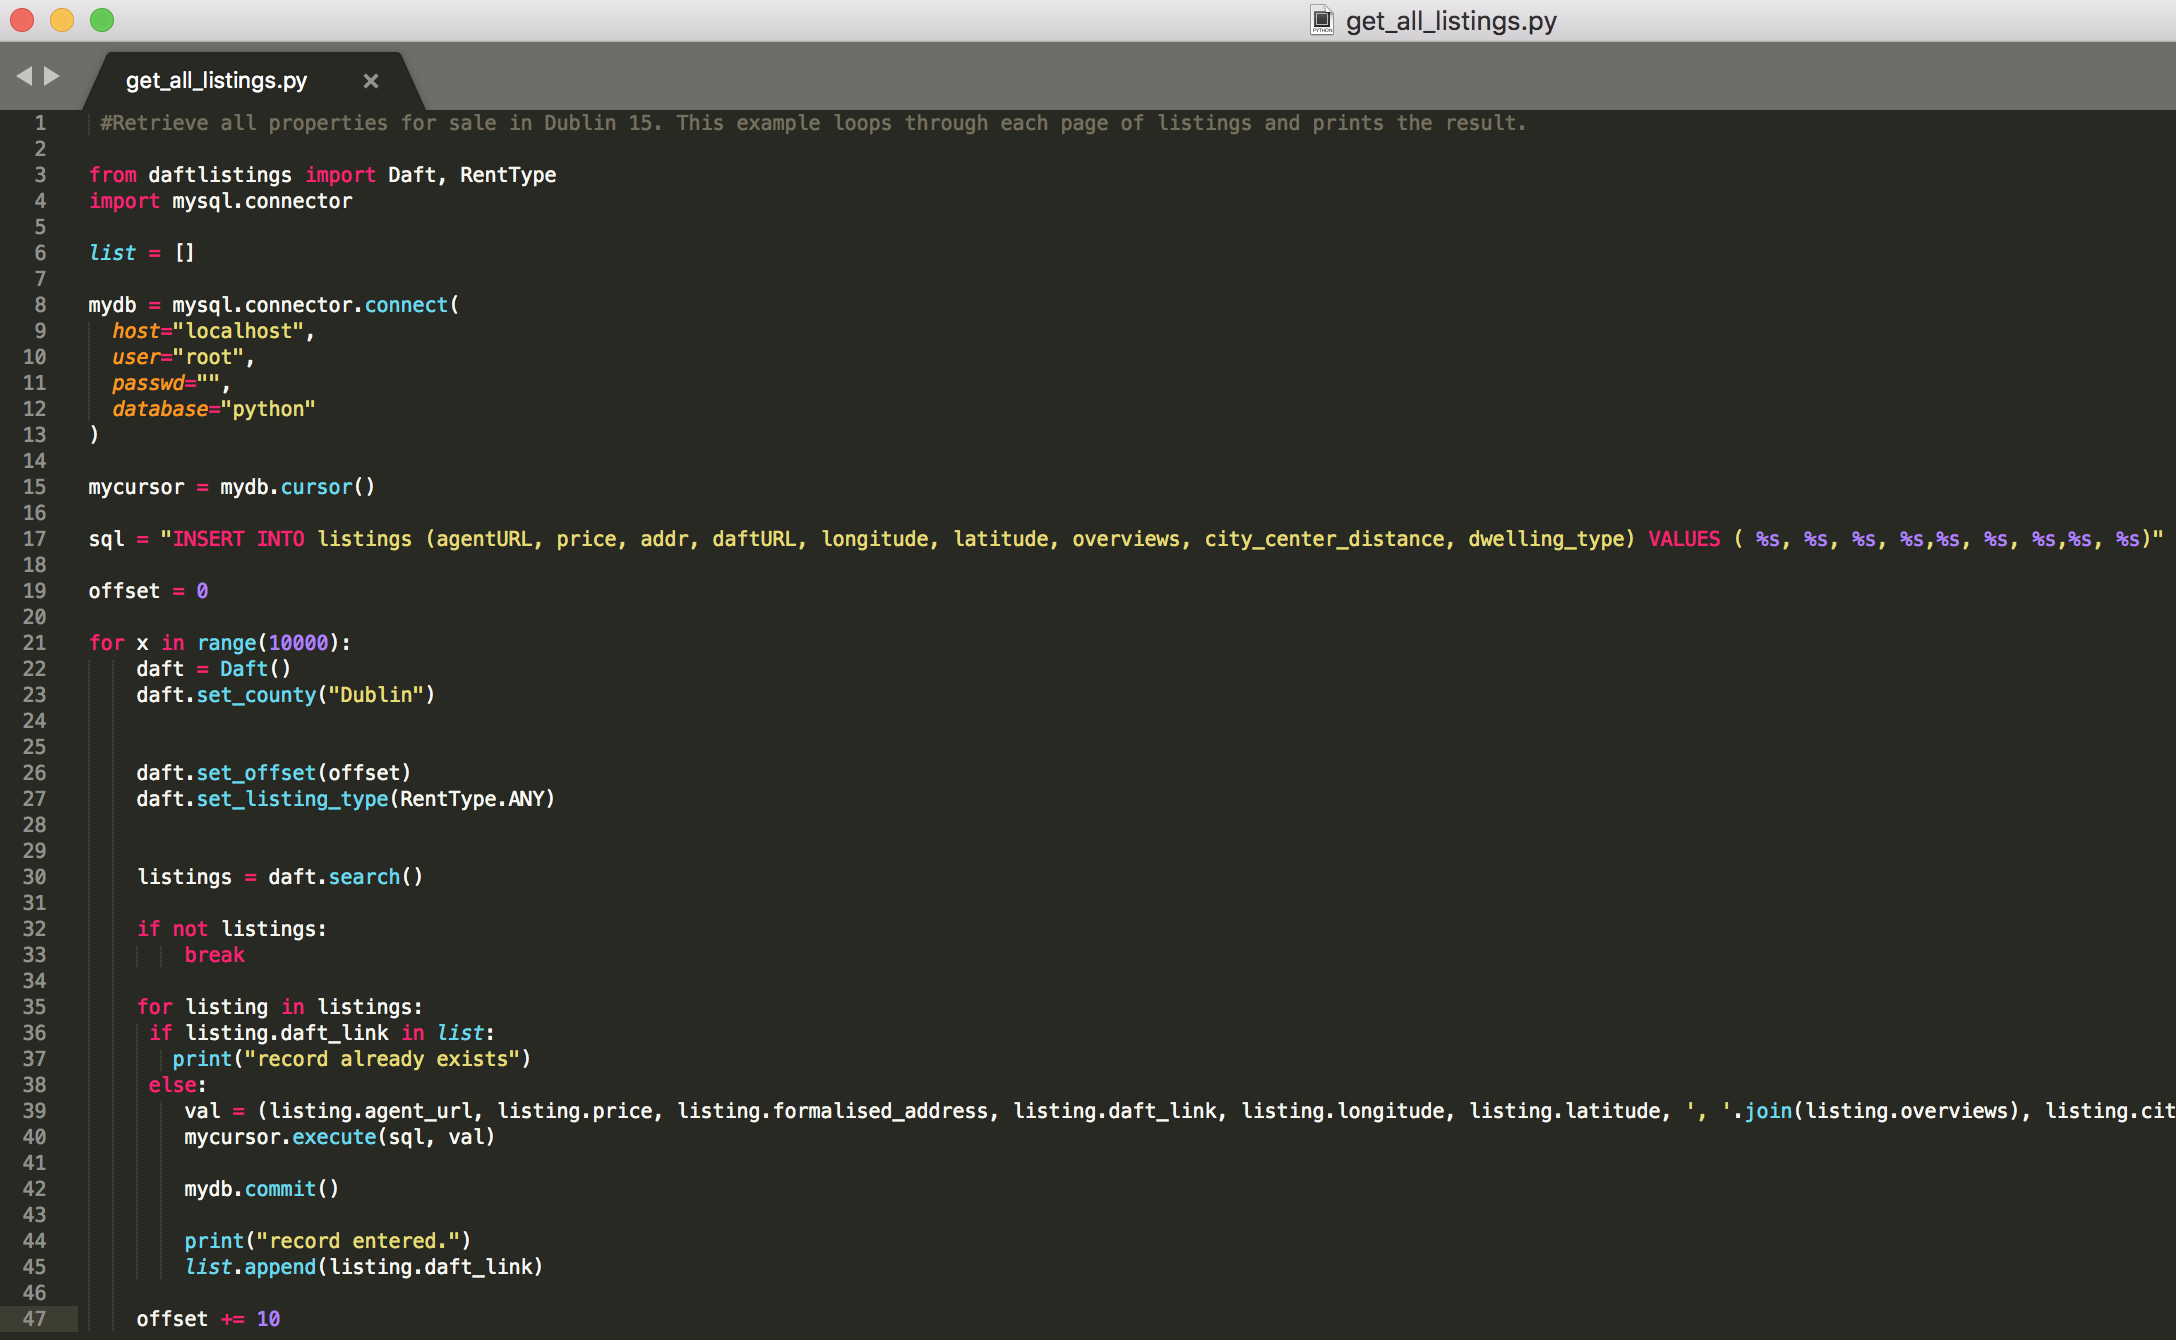 get_all_listings.py
get_all_listings.py ×
1 #Retrieve all properties for sale in Dublin 15. This example loops through each page of listings and prints the result.
2
3 from daftlistings import Daft, RentType
4 import mysql.connector
5
6 list = []
7
8 mydb = mysql.connector.connect(
9   host="localhost",
10   user="root",
11   passwd="",
12   database="python"
13 )
14
15 mycursor = mydb.cursor()
16
17 sql = "INSERT INTO listings (agentURL, price, addr, daftURL, longitude, latitude, overviews, city_center_distance, dwelling_type) VALUES ( %s, %s, %s, %s,%s, %s, %s,%s, %s)"
18
19 offset = 0
20
21 for x in range(10000):
22     daft = Daft()
23     daft.set_county("Dublin")
24
25
26     daft.set_offset(offset)
27     daft.set_listing_type(RentType.ANY)
28
29
30     listings = daft.search()
31
32     if not listings:
33         break
34
35     for listing in listings:
36      if listing.daft_link in list:
37        print("record already exists")
38      else:
39         val = (listing.agent_url, listing.price, listing.formalised_address, listing.daft_link, listing.longitude, listing.latitude, ', '.join(listing.overviews), listing.cit
40         mycursor.execute(sql, val)
41
42         mydb.commit()
43
44         print("record entered.")
45         list.append(listing.daft_link)
46
47     offset += 10